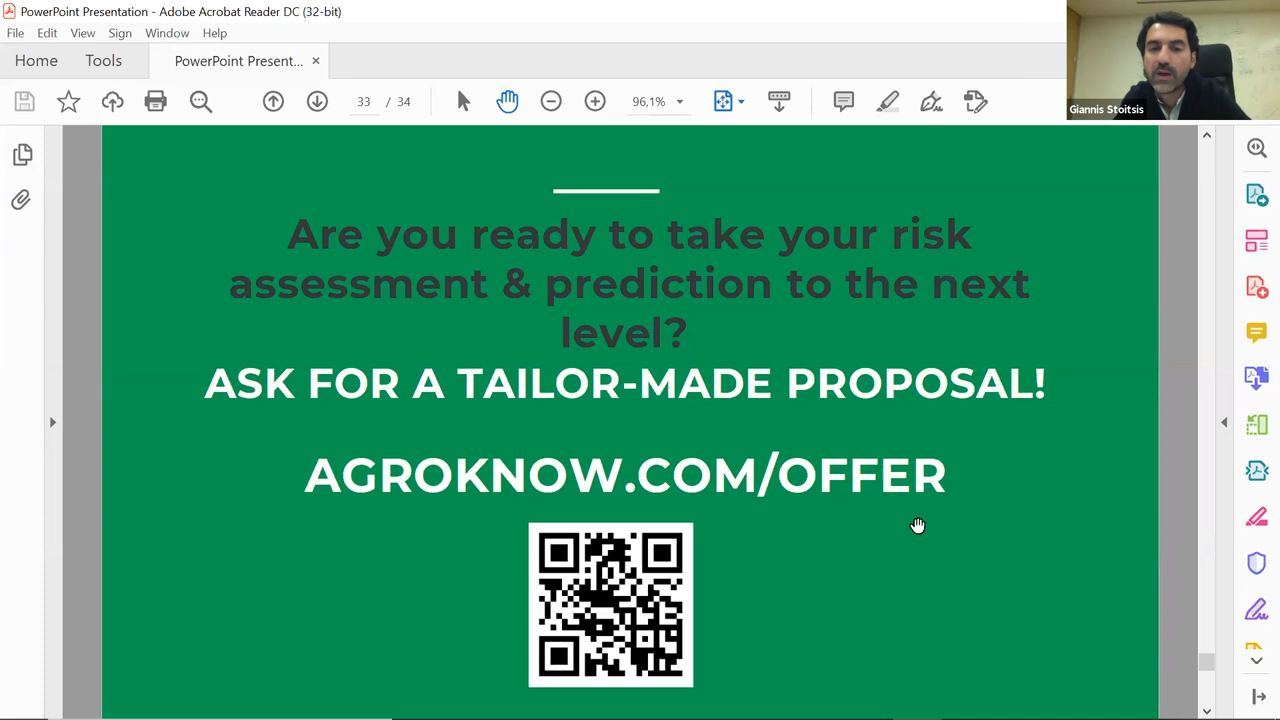 PowerPoint Presentation - Adobe Acrobat Reader DC (32-bit)
File Edit View Sign Window Help
Home Tools PowerPoint Present... ×
33 / 34 96,1%
Giannis Stoitsis
Are you ready to take your risk
assessment & prediction to the next
level?
ASK FOR A TAILOR-MADE PROPOSAL!
AGROKNOW.COM/OFFER